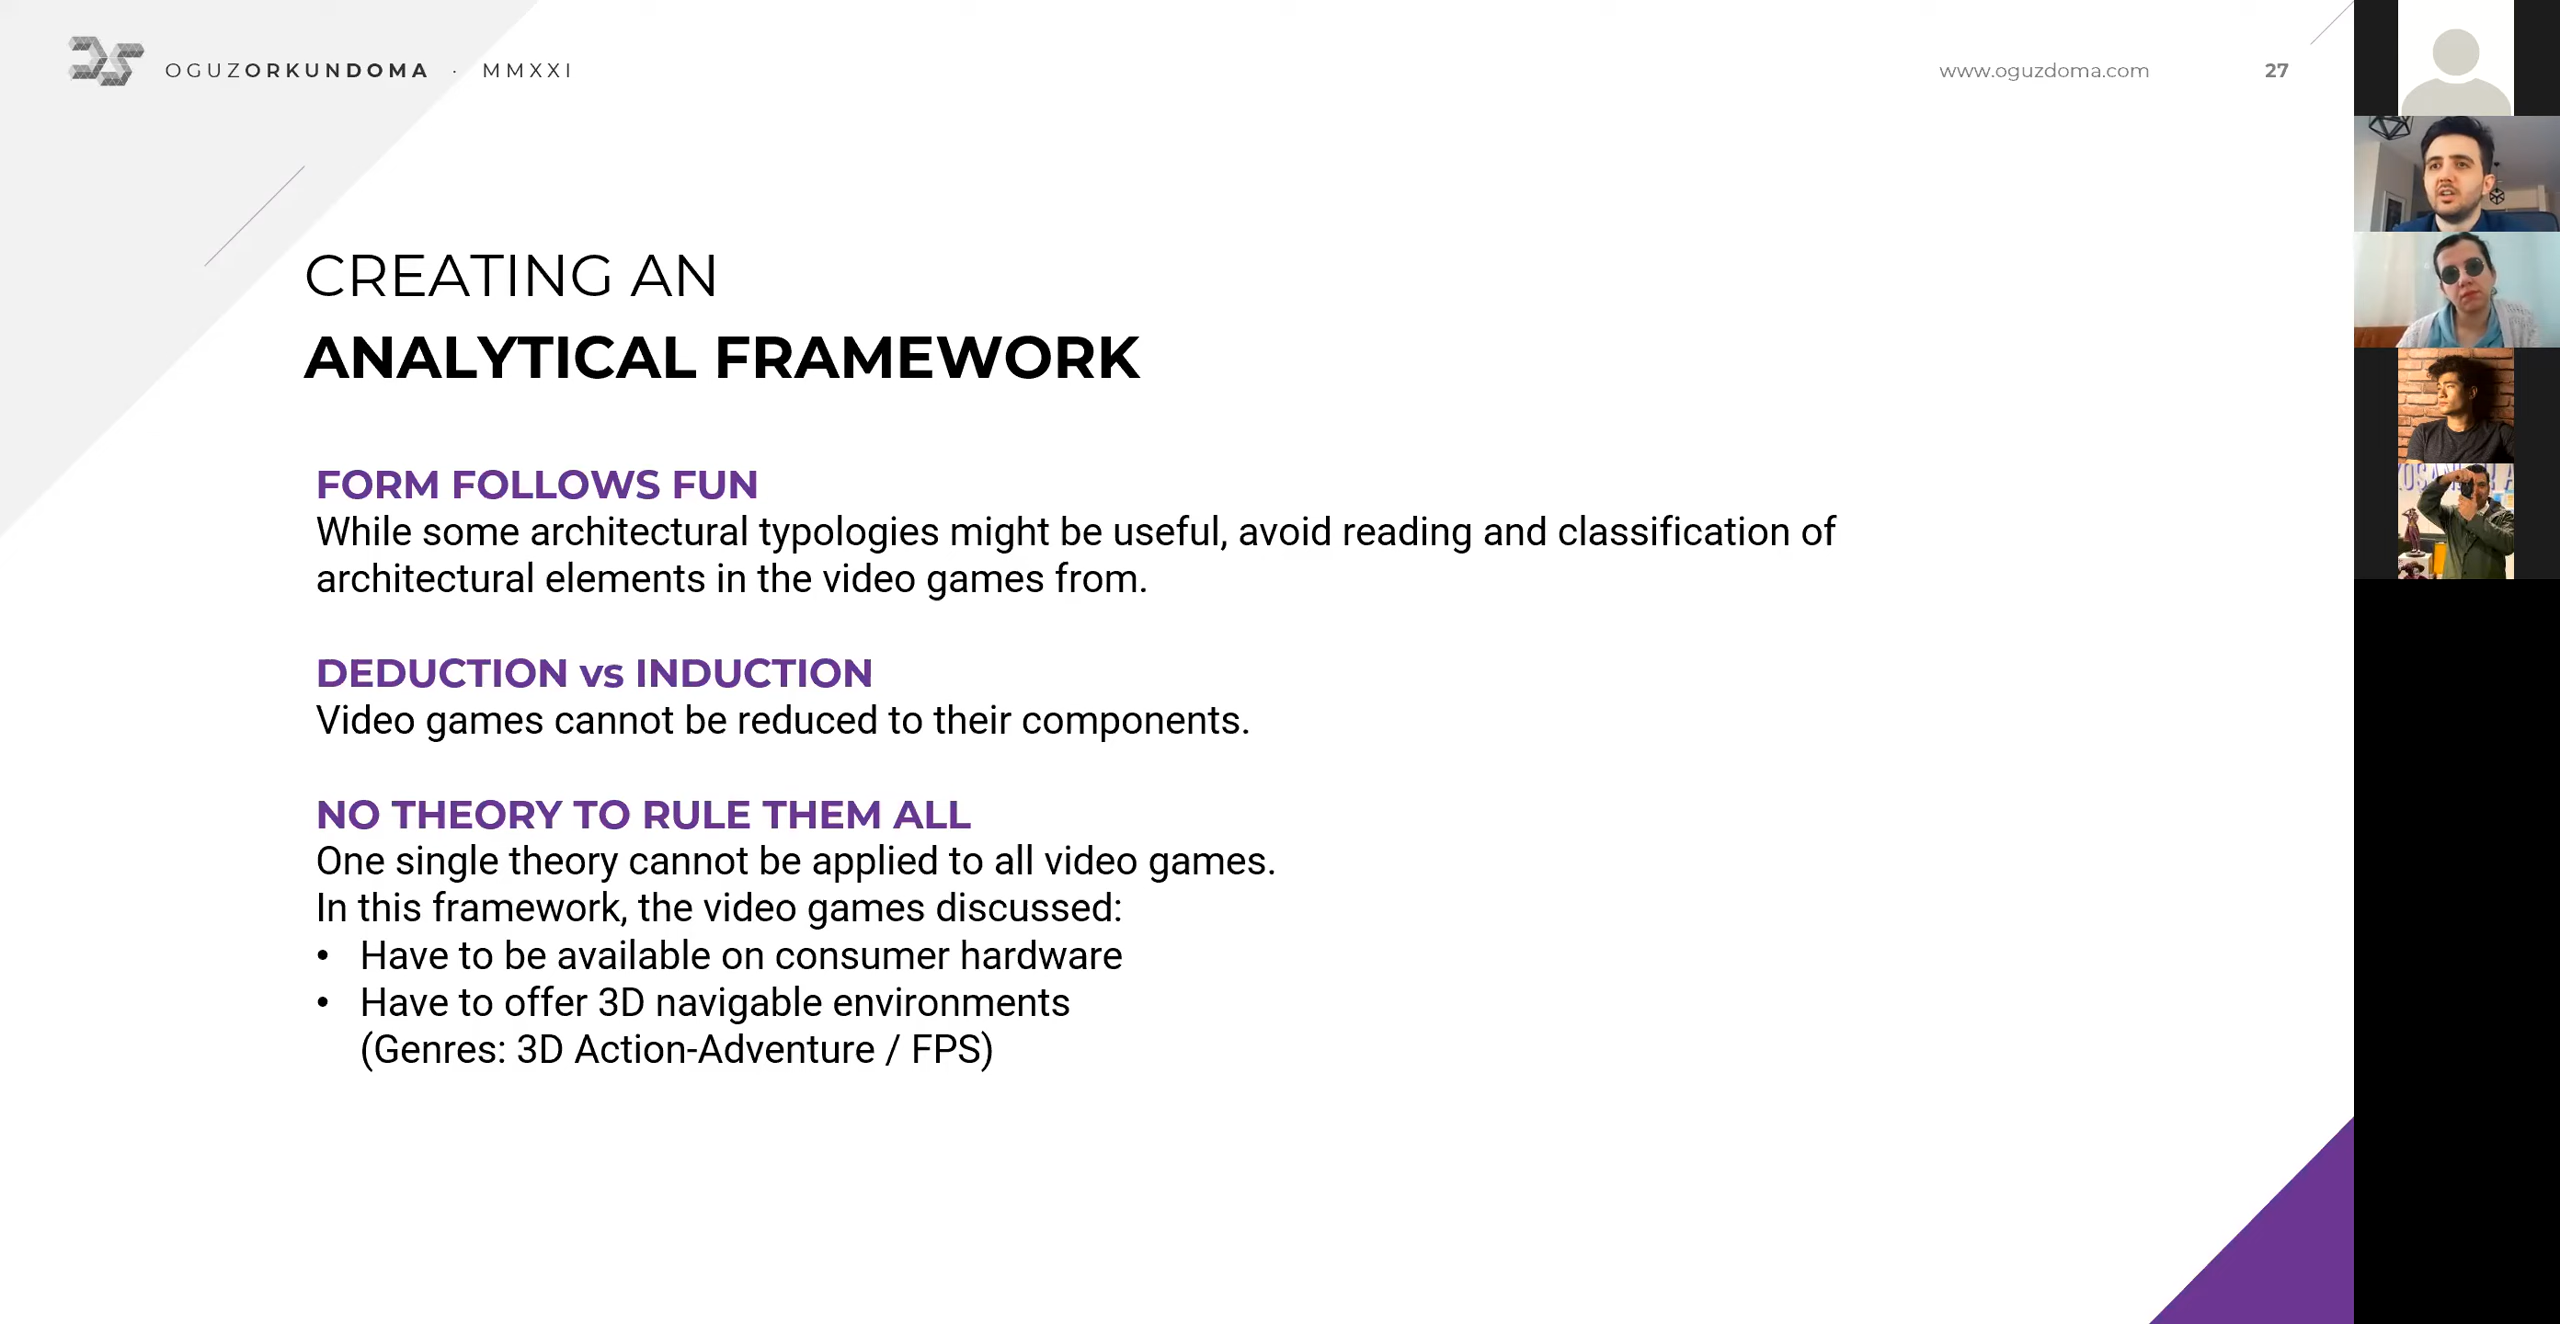 OGUZORKUNDOMA · MMXXI
www.oguzdoma.com
27
CREATING AN
ANALYTICAL FRAMEWORK
FORM FOLLOWS FUN
While some architectural typologies might be useful, avoid reading and classification of
architectural elements in the video games from.
DEDUCTION vs INDUCTION
Video games cannot be reduced to their components.
NO THEORY TO RULE THEM ALL
One single theory cannot be applied to all video games.
In this framework, the video games discussed:
• Have to be available on consumer hardware
• Have to offer 3D navigable environments
(Genres: 3D Action-Adventure / FPS)